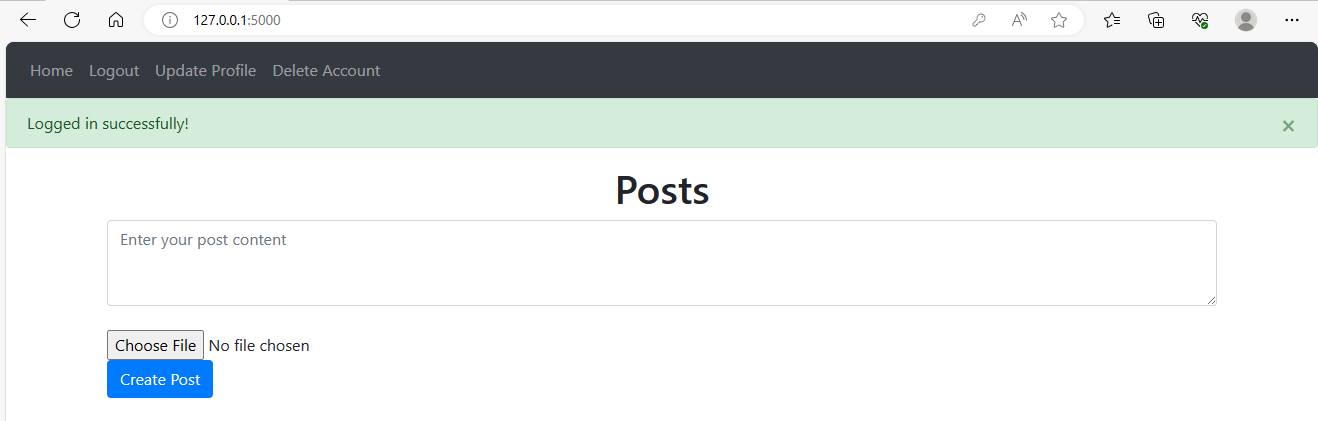 127.0.0.1:5000
Home Logout Update Profile Delete Account
Logged in successfully! ×
Posts
Enter your post content
Choose File No file chosen
Create Post